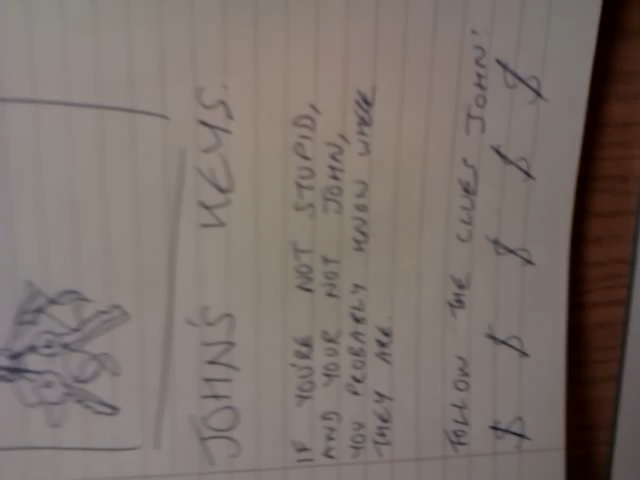 JOHN'S KEYS.
IF YOU'RE NOT STUPID,
AND YOUR NOT JOHN,
YOU PROBABLY KNOW WHERE
THEY ARE.
FOLLOW THE CLUES JOHN!
$ $ $ $ $